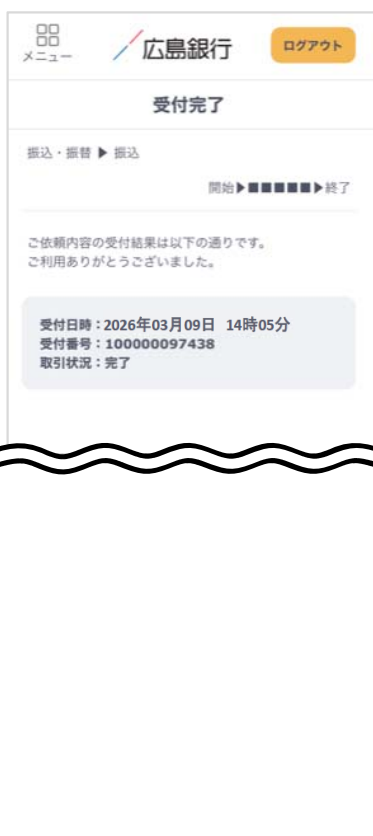 メニュー
広島銀行
ログアウト
受付完了
振込・振替 ▶ 振込
開始▶■■■■■▶終了
ご依頼内容の受付結果は以下の通りです。
ご利用ありがとうございました。
受付日時：2026年03月09日 14時05分
受付番号：100000097438
取引状況：完了